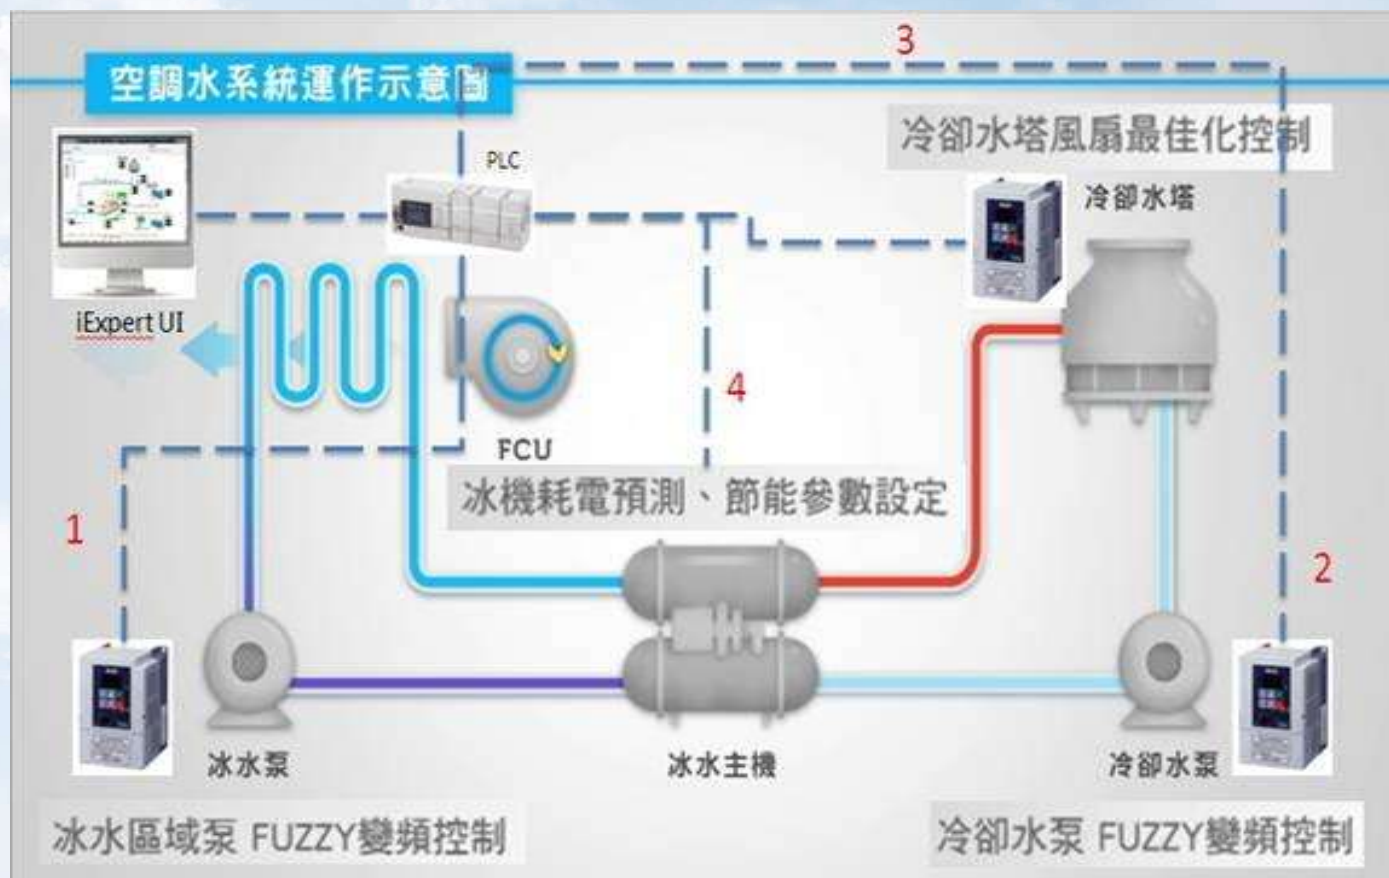 3
空調水系統運作示意圖
冷卻水塔風扇最佳化控制
PLC
冷卻水塔
iExpert UI
4
FCU
冰機耗電預測、節能參數設定
1
2
冰水泵
冰水主機
冷卻水泵
冰水區域泵 FUZZY變頻控制
冷卻水泵 FUZZY變頻控制